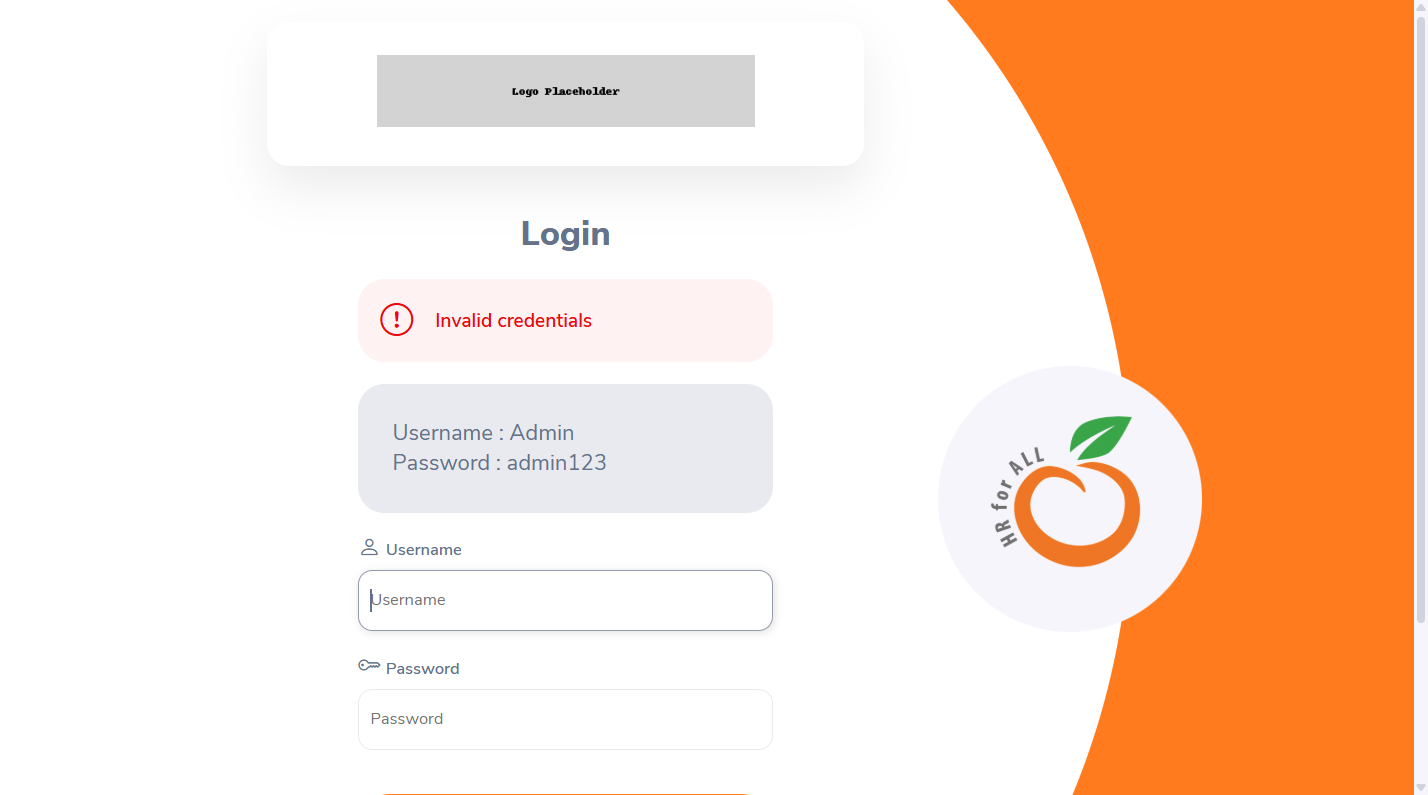 Logo Placeholder
Login
Invalid credentials
Username : Admin
Password : admin123
Username
Username
Password
Password
HR for ALL